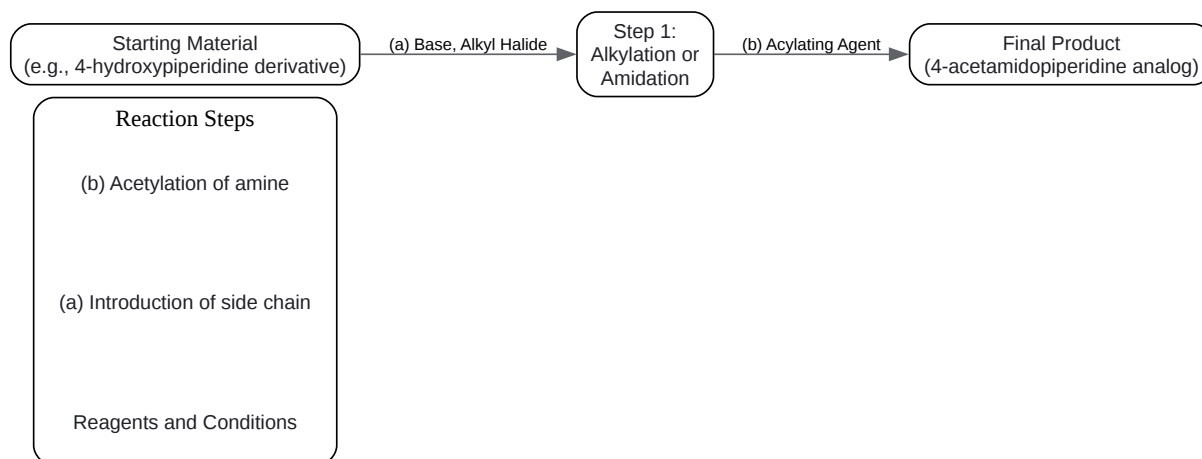 Starting Material
(e.g., 4-hydroxypiperidine derivative)
(a) Base, Alkyl Halide
Step 1:
Alkylation or
Amidation
(b) Acylating Agent
Final Product
(4-acetamidopiperidine analog)
Reaction Steps
(b) Acetylation of amine
(a) Introduction of side chain
Reagents and Conditions